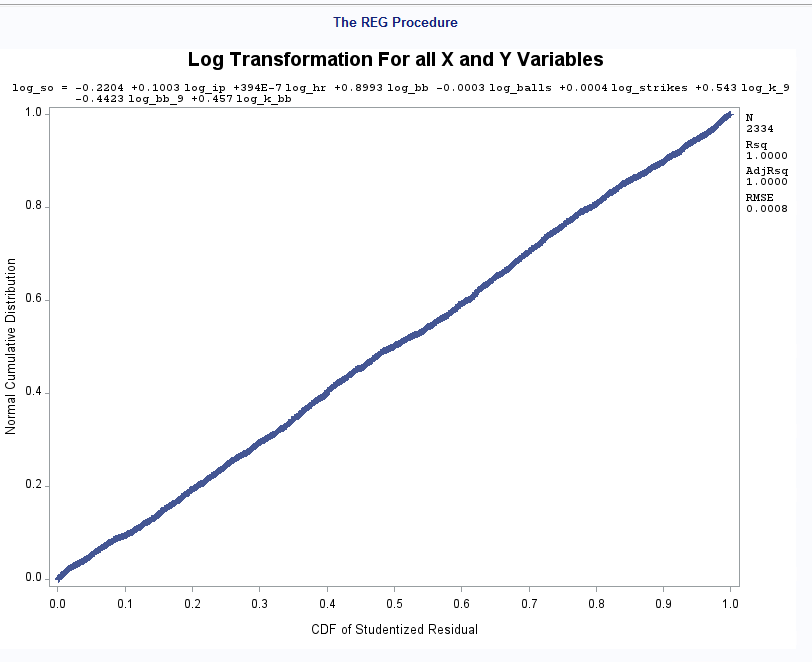 The REG Procedure
Log Transformation For all X and Y Variables
log_so = -0.2204 +0.1003 log_ip +394E-7 log_hr +0.8993 log_bb -0.0003 log_balls +0.0004 log_strikes +0.543 log_k_9
-0.4423 log_bb_9 +0.457 log_k_bb
N
2334
Rsq
1.0000
AdjRsq
1.0000
RMSE
0.0008
1.0
0.8
0.6
0.4
0.2
0.0
Normal Cumulative Distribution
0.0 0.1 0.2 0.3 0.4 0.5 0.6 0.7 0.8 0.9 1.0
CDF of Studentized Residual